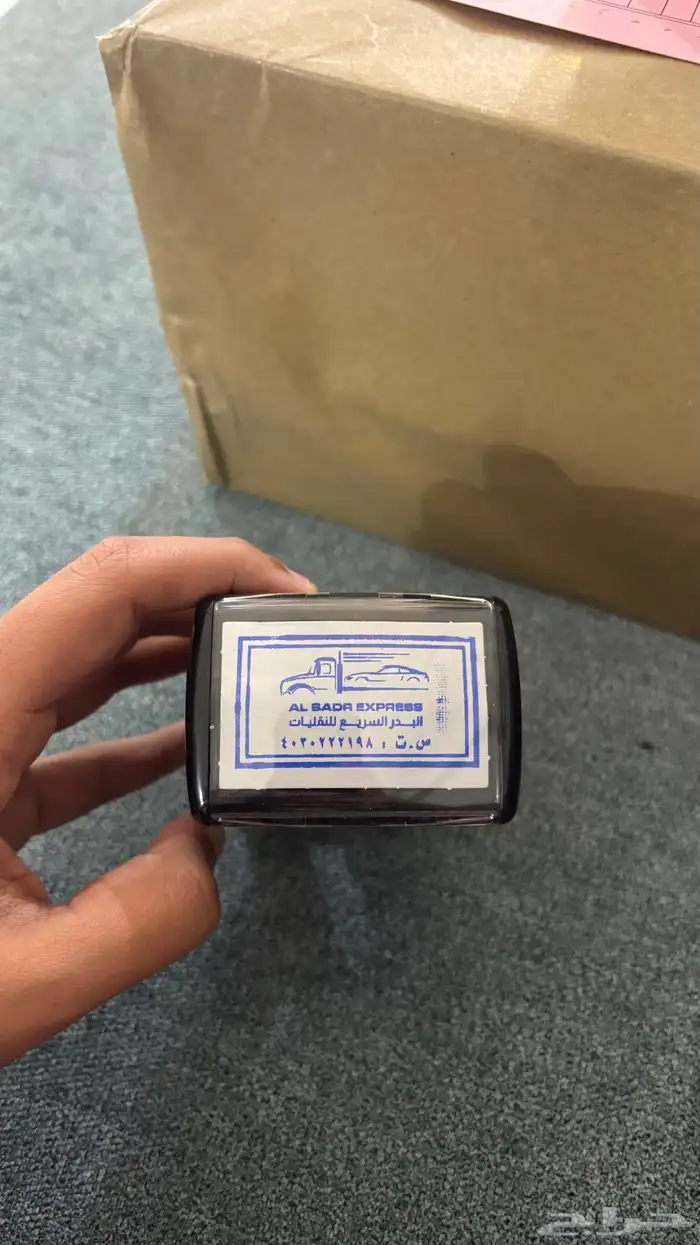 AL BADR EXPRESS
البدر السريع للنقليات
س.ت : ٤٠٣٠٢٢٢١٩٨
حراج